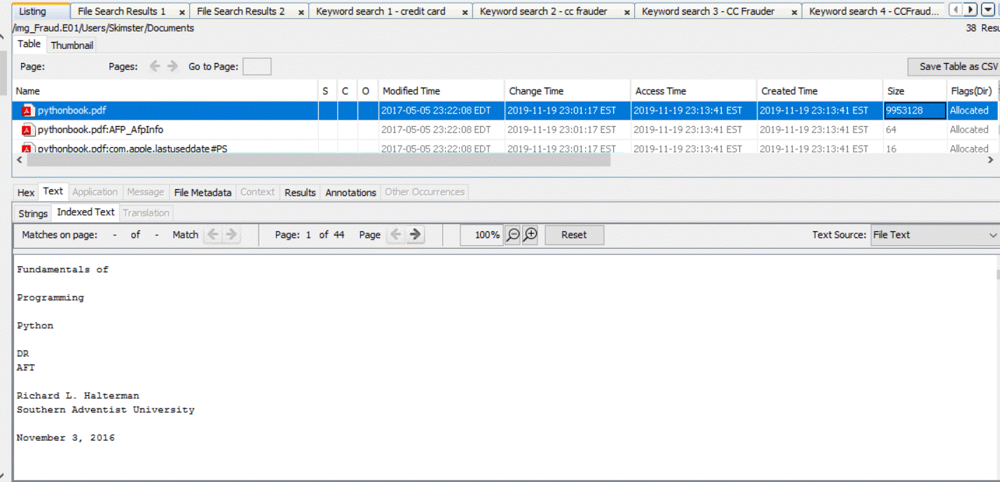 Listing File Search Results 1 x File Search Results 2 x Keyword search 1 - credit card x Keyword search 2 - cc frauder x Keyword search 3 - CC Frauder x Keyword search 4 - CCFraud...
/img_Fraud.E01/Users/Skimster/Documents 38 Resu
Table Thumbnail
Page: Pages: Go to Page: Save Table as CSV
Name S C O Modified Time Change Time Access Time Created Time Size Flags(Dir)
pythonbook.pdf 2017-05-05 23:22:08 EDT 2019-11-19 23:01:17 EST 2019-11-19 23:13:41 EST 2019-11-19 23:13:41 EST 9953128 Allocated
pythonbook.pdf:AFP_AfpInfo 2017-05-05 23:22:08 EDT 2019-11-19 23:01:17 EST 2019-11-19 23:13:41 EST 2019-11-19 23:13:41 EST 64 Allocated
pythonbook.pdf:com.apple.lastuseddate#PS 2017-05-05 23:22:08 EDT 2019-11-19 23:01:17 EST 2019-11-19 23:13:41 EST 2019-11-19 23:13:41 EST 16 Allocated
Hex Text Application Message File Metadata Context Results Annotations Other Occurrences
Strings Indexed Text Translation
Matches on page: - of - Match Page: 1 of 44 Page 100% Reset Text Source: File Text
Fundamentals of
Programming
Python
DR
AFT
Richard L. Halterman
Southern Adventist University
November 3, 2016